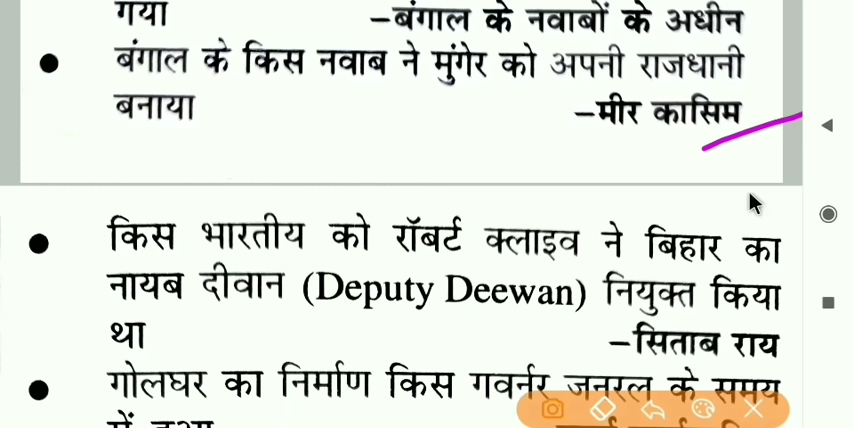 गया –बंगाल के नवाबों के अधीन
● बंगाल के किस नवाब ने मुंगेर को अपनी राजधानी
बनाया –मीर कासिम
● किस भारतीय को रॉबर्ट क्लाइव ने बिहार का
नायब दीवान (Deputy Deewan) नियुक्त किया
था –सिताब राय
● गोलघर का निर्माण किस गवर्नर जनरल के समय
में हुआ